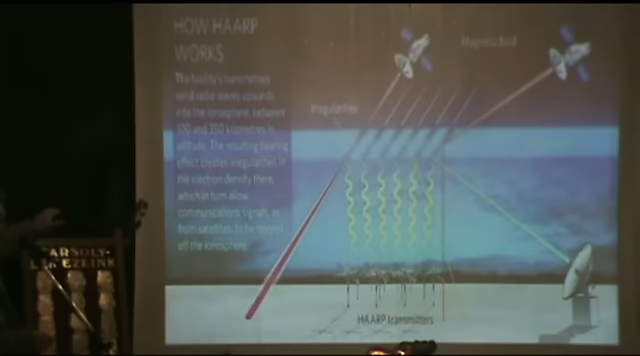 HOW HAARP
WORKS
The facility's transmitters
send radio waves upwards
into the ionosphere, between
100 and 350 kilometres in
altitude. The resulting heating
effect creates irregularities in
the electron density there,
which in turn allow
communications signals, as
from satellites, to be
off the ionosphere.
Irregularities
Magnetic field
HAARP transmitters